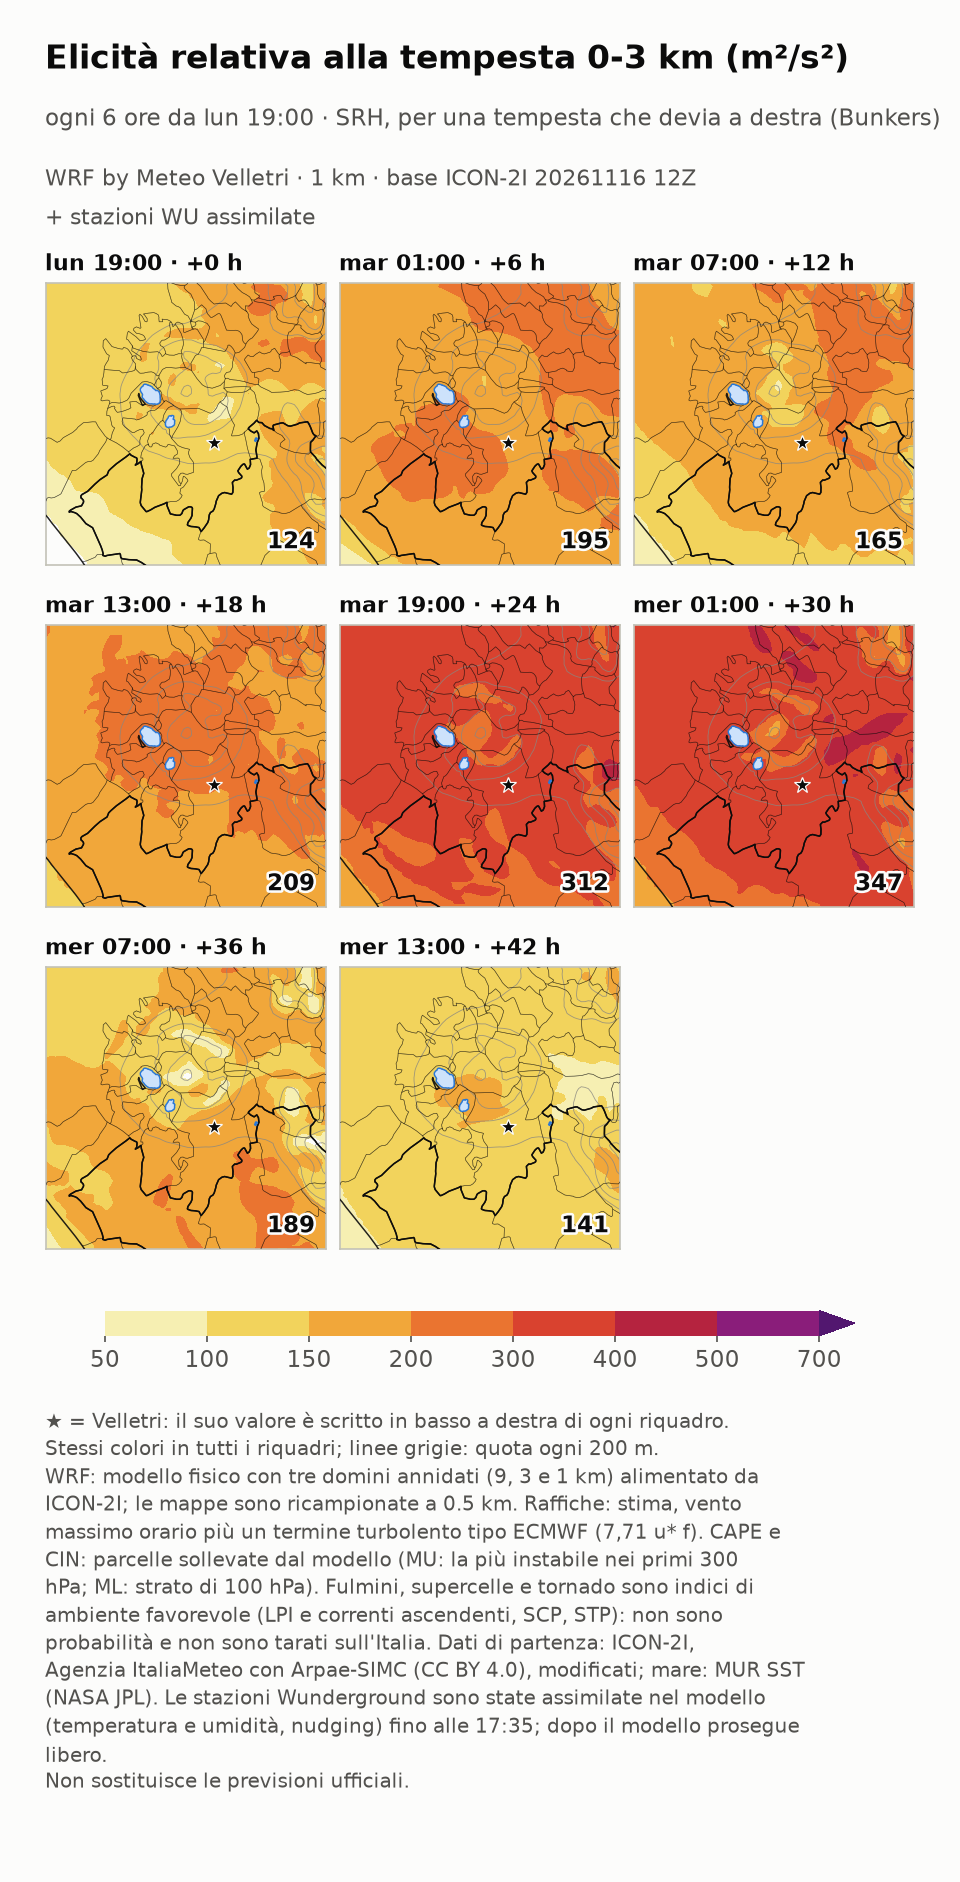 Elicità relativa alla tempesta 0-3 km (m²/s²)
ogni 6 ore da lun 19:00 · SRH, per una tempesta che devia a destra (Bunkers)
WRF by Meteo Velletri · 1 km · base ICON-2I 20261116 12Z
+ stazioni WU assimilate
lun 19:00 · +0 h
mar 01:00 · +6 h
mar 07:00 · +12 h
124
195
165
mar 13:00 · +18 h
mar 19:00 · +24 h
mer 01:00 · +30 h
209
312
347
mer 07:00 · +36 h
mer 13:00 · +42 h
189
141
50 100 150 200 300 400 500 700
★ = Velletri: il suo valore è scritto in basso a destra di ogni riquadro.
Stessi colori in tutti i riquadri; linee grigie: quota ogni 200 m.
WRF: modello fisico con tre domini annidati (9, 3 e 1 km) alimentato da
ICON-2I; le mappe sono ricampionate a 0.5 km. Raffiche: stima, vento
massimo orario più un termine turbolento tipo ECMWF (7,71 u* f). CAPE e
CIN: parcelle sollevate dal modello (MU: la più instabile nei primi 300
hPa; ML: strato di 100 hPa). Fulmini, supercelle e tornado sono indici di
ambiente favorevole (LPI e correnti ascendenti, SCP, STP): non sono
probabilità e non sono tarati sull'Italia. Dati di partenza: ICON-2I,
Agenzia ItaliaMeteo con Arpae-SIMC (CC BY 4.0), modificati; mare: MUR SST
(NASA JPL). Le stazioni Wunderground sono state assimilate nel modello
(temperatura e umidità, nudging) fino alle 17:35; dopo il modello prosegue
libero.
Non sostituisce le previsioni ufficiali.